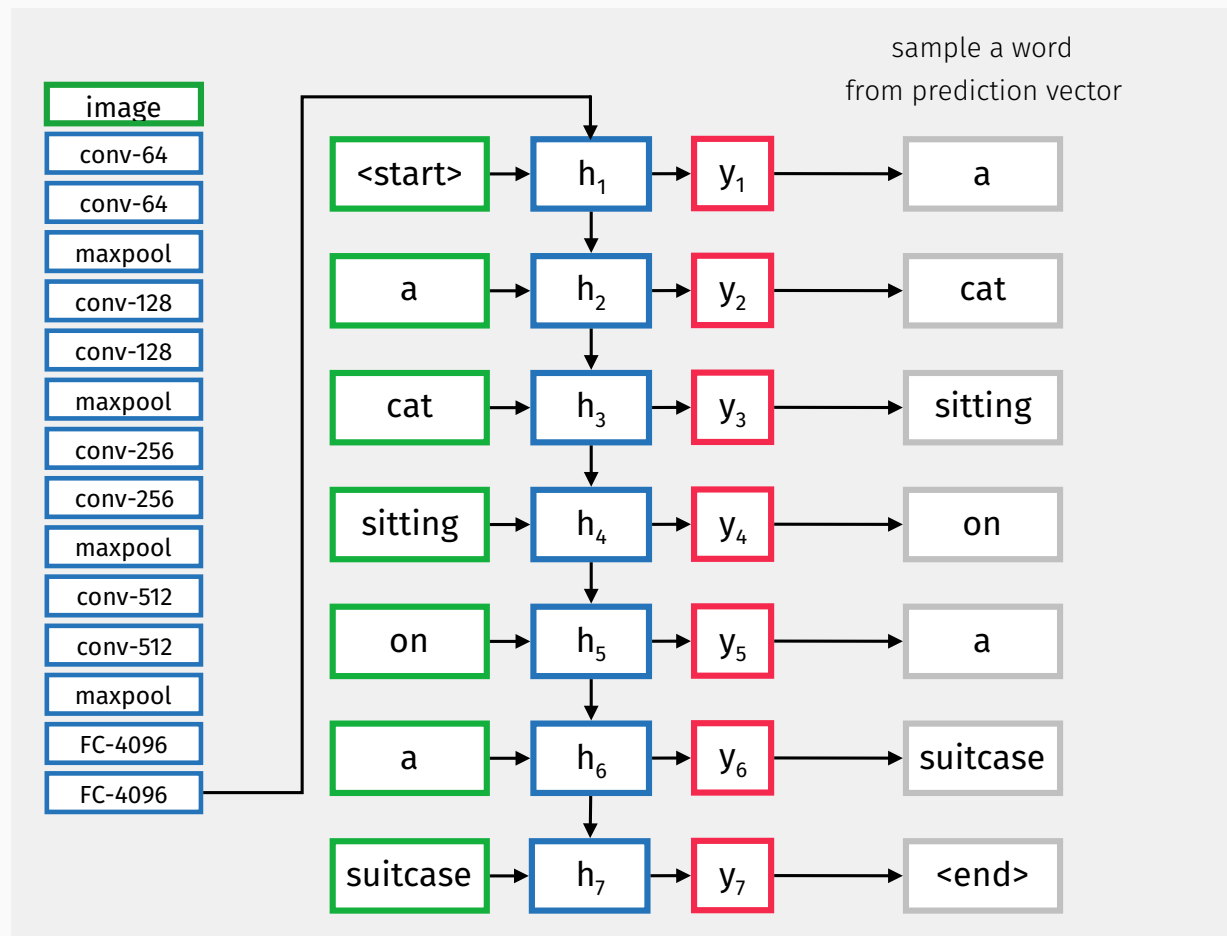 sample a word
from prediction vector
image
conv-64
conv-64
maxpool
conv-128
conv-128
maxpool
conv-256
conv-256
maxpool
conv-512
conv-512
maxpool
FC-4096
FC-4096
<start> h₁ y₁ a
a h₂ y₂ cat
cat h₃ y₃ sitting
sitting h₄ y₄ on
on h₅ y₅ a
a h₆ y₆ suitcase
suitcase h₇ y₇ <end>